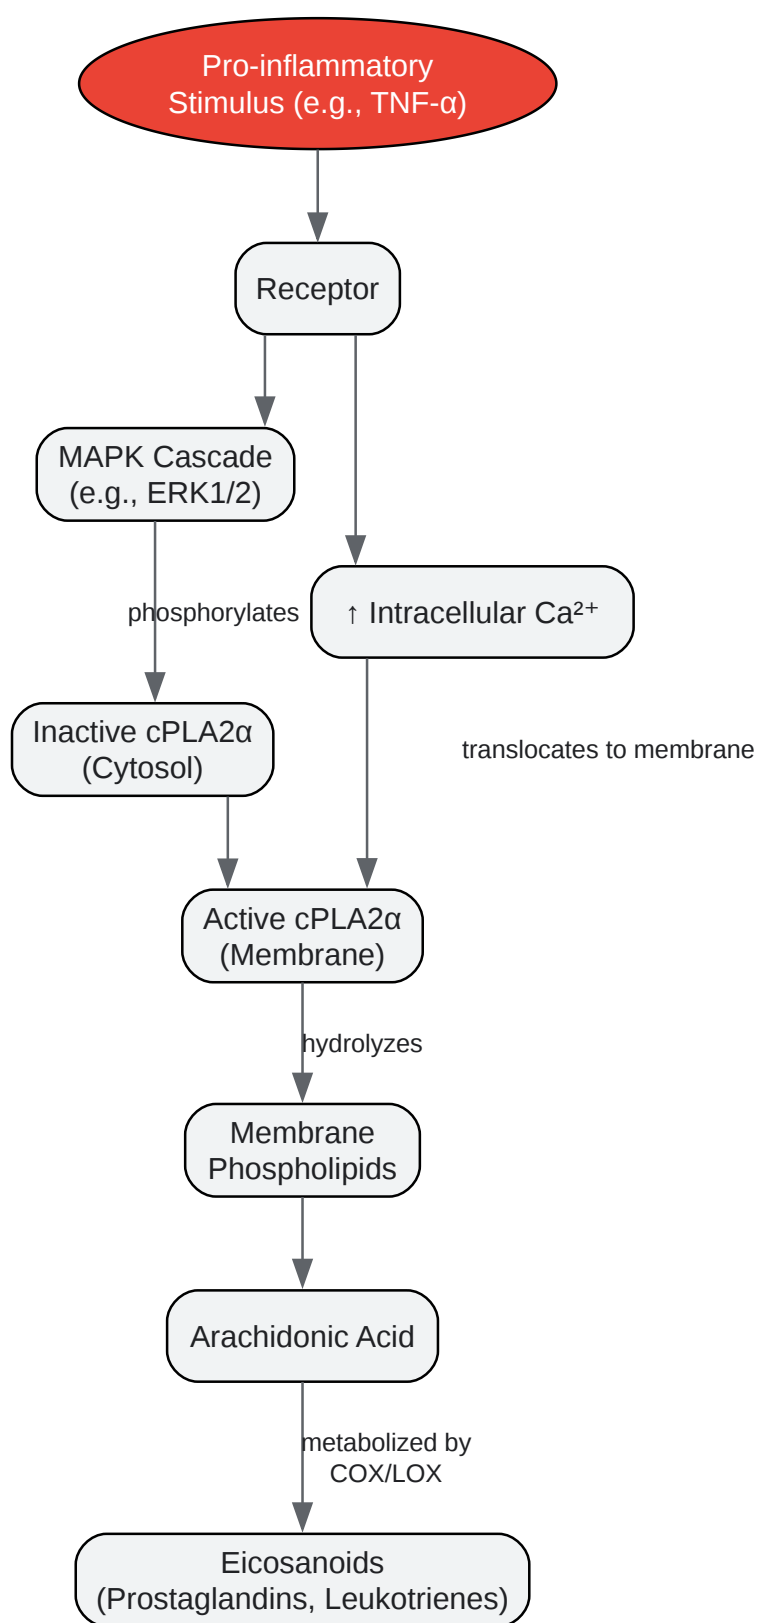 Pro-inflammatory
Stimulus (e.g., TNF-α)
Receptor
MAPK Cascade
(e.g., ERK1/2)
phosphorylates
↑ Intracellular Ca²⁺
Inactive cPLA2α
(Cytosol)
translocates to membrane
Active cPLA2α
(Membrane)
hydrolyzes
Membrane
Phospholipids
Arachidonic Acid
metabolized by
COX/LOX
Eicosanoids
(Prostaglandins, Leukotrienes)